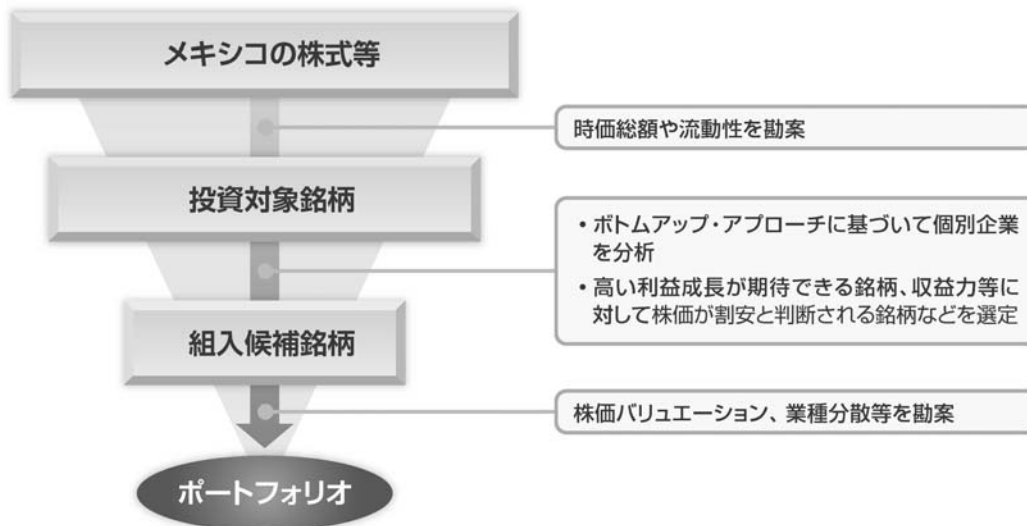 メキシコの株式等
時価総額や流動性を勘案
投資対象銘柄
・ボトムアップ・アプローチに基づいて個別企業
を分析
・高い利益成長が期待できる銘柄、収益力等に
対して株価が割安と判断される銘柄などを選定
組入候補銘柄
株価バリュエーション、業種分散等を勘案
ポートフォリオ